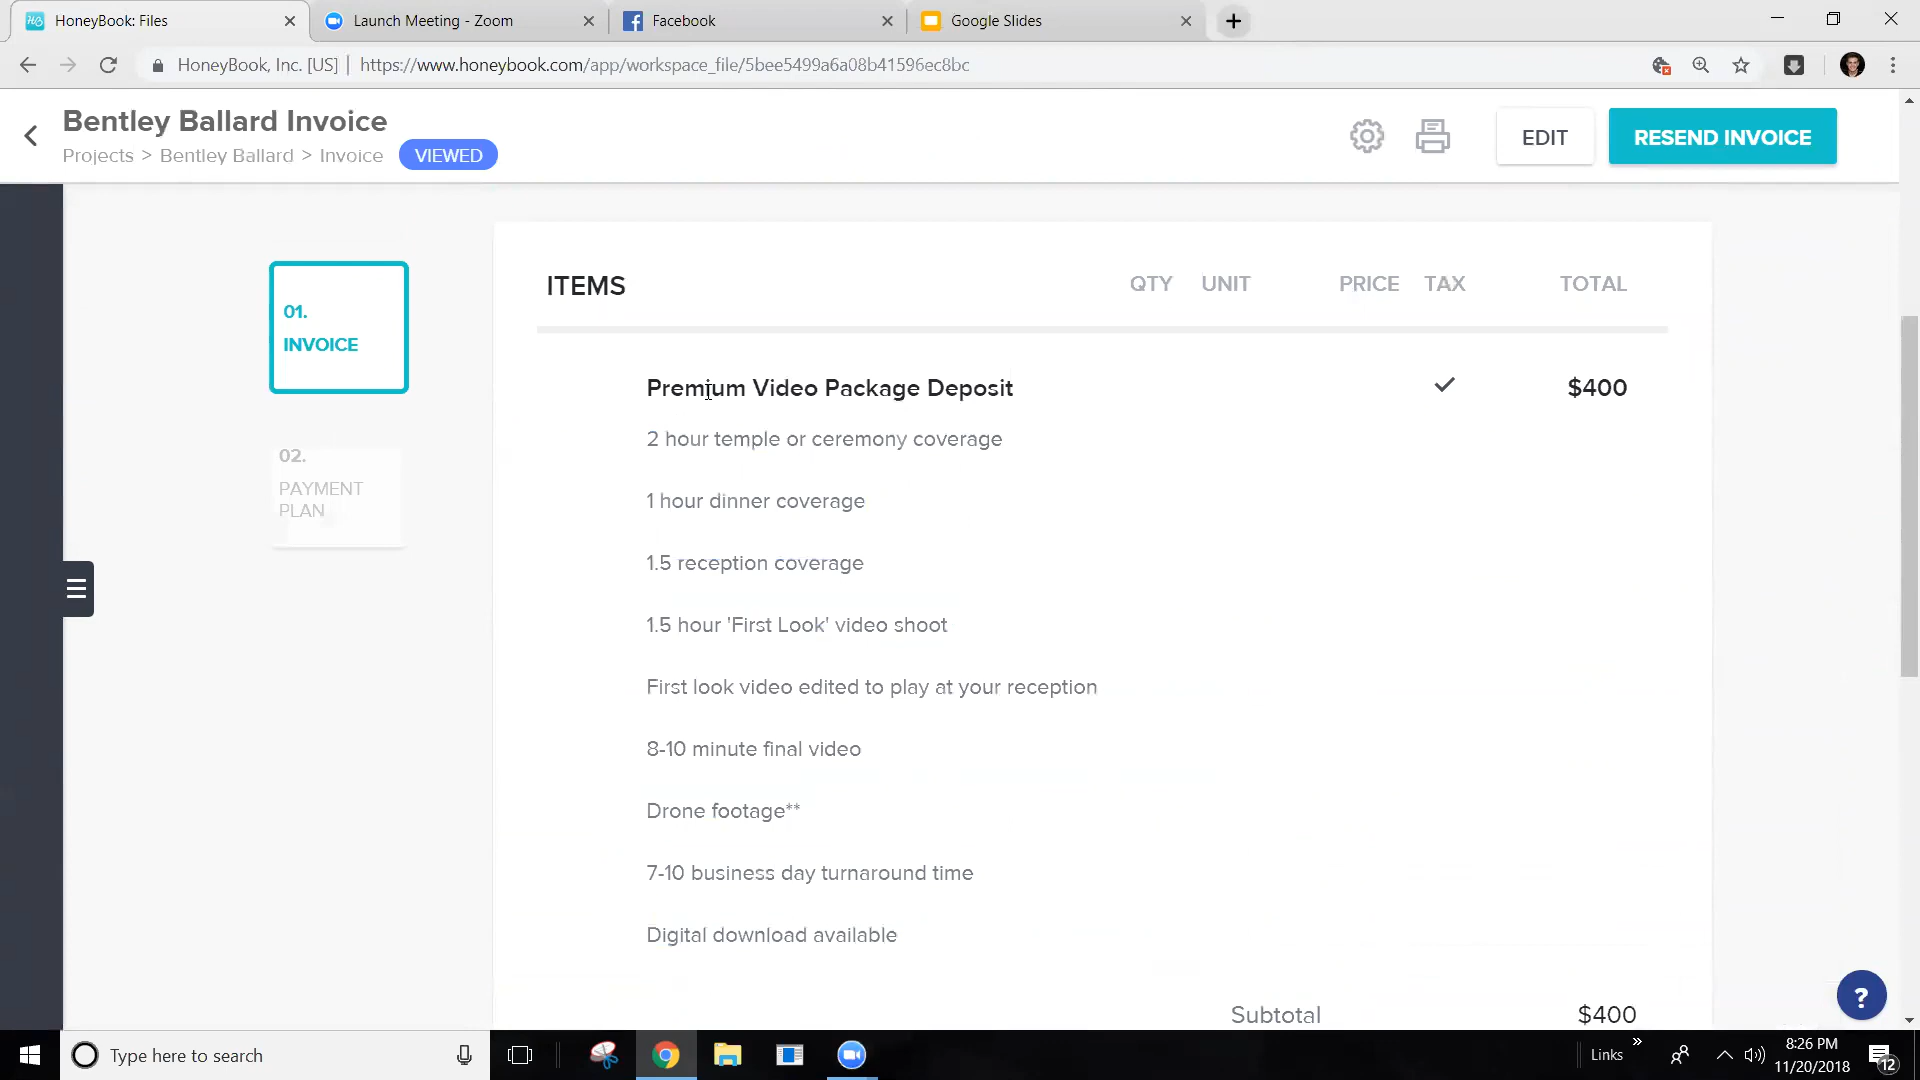 HoneyBook: Files
Launch Meeting - Zoom
Facebook
Google Slides
HoneyBook, Inc. [US] | https://www.honeybook.com/app/workspace_file/5bee5499a6a08b41596ec8bc
Bentley Ballard Invoice
Projects > Bentley Ballard > Invoice VIEWED
EDIT
RESEND INVOICE
01.
INVOICE
02.
PAYMENT
PLAN
ITEMS QTY UNIT PRICE TAX TOTAL
Premium Video Package Deposit $400
2 hour temple or ceremony coverage
1 hour dinner coverage
1.5 reception coverage
1.5 hour 'First Look' video shoot
First look video edited to play at your reception
8-10 minute final video
Drone footage**
7-10 business day turnaround time
Digital download available
Subtotal $400
?
Type here to search
Links
8:26 PM
11/20/2018
12